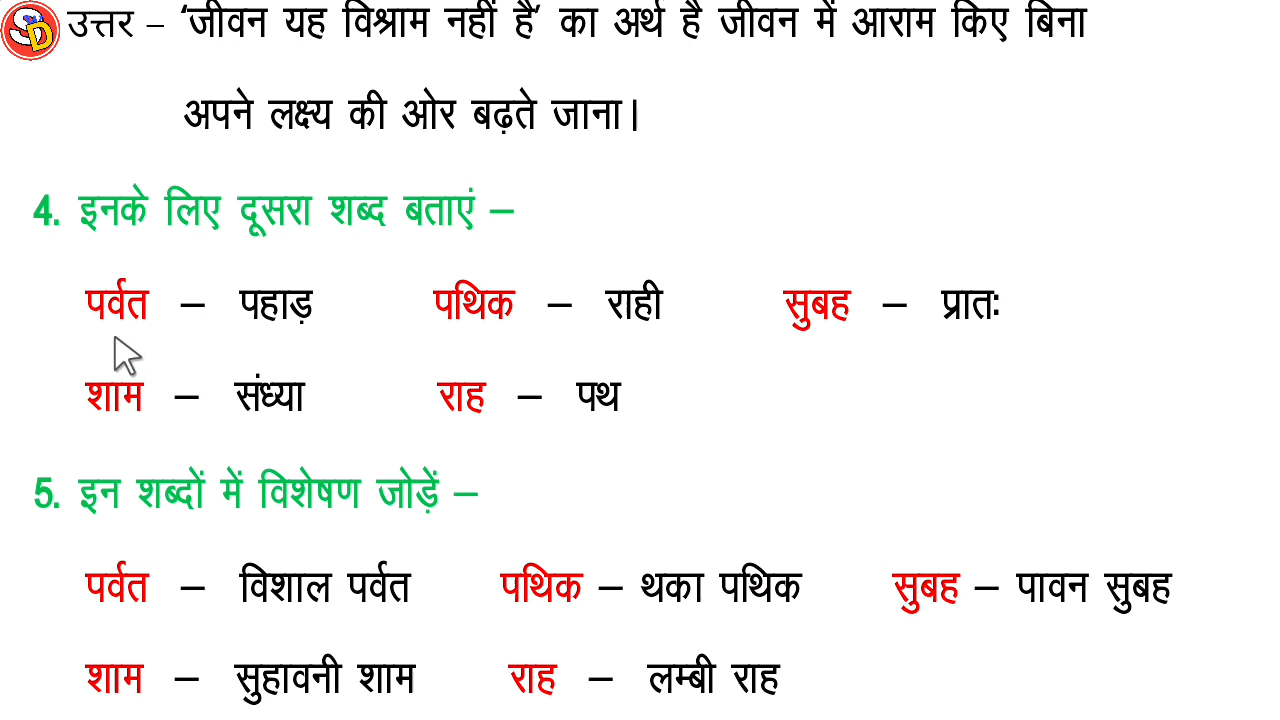 SD उत्तर – ‘जीवन यह विश्राम नहीं है’ का अर्थ है जीवन में आराम किए बिना
अपने लक्ष्य की ओर बढ़ते जाना।
4. इनके लिए दूसरा शब्द बताएं –
पर्वत – पहाड़ पथिक – राही सुबह – प्रातः
शाम – संध्या राह – पथ
5. इन शब्दों में विशेषण जोड़ें –
पर्वत – विशाल पर्वत पथिक – थका पथिक सुबह – पावन सुबह
शाम – सुहावनी शाम राह – लम्बी राह